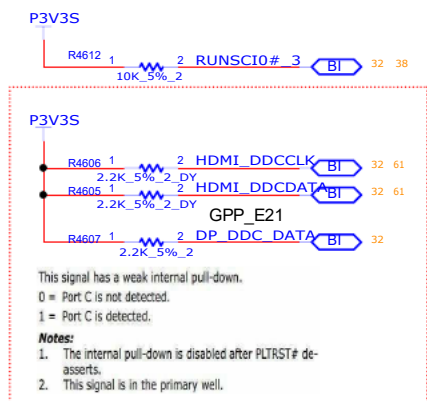 P3V3S
R4612 1 2 RUNSCI0#_3 BI 32 38
10K_5%_2
P3V3S
R4606 1 2 HDMI_DDCCLK BI 32 61
2.2K_5%_2_DY
R4605 1 2 HDMI_DDCDATA BI 32 61
2.2K_5%_2_DY
GPP_E21
R4607 1 2 DP_DDC_DATA BI 32
2.2K_5%_2
This signal has a weak internal pull-down.
0 = Port C is not detected.
1 = Port C is detected.
Notes:
1. The internal pull-down is disabled after PLTRST# de-
asserts.
2. This signal is in the primary well.